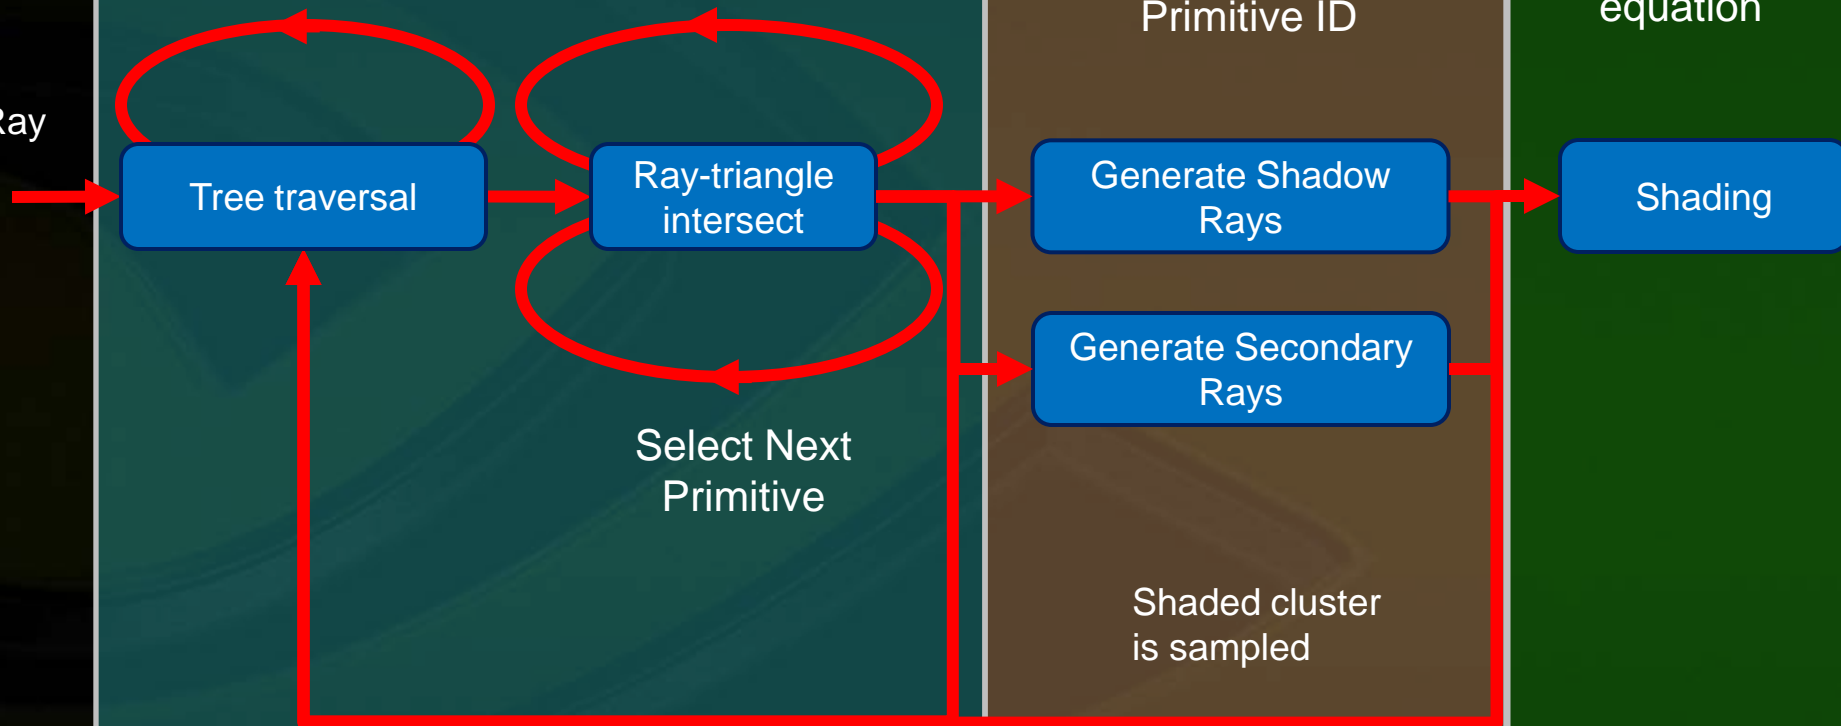 Primitive ID
equation
Ray
Tree traversal
Ray-triangle
intersect
Generate Shadow
Rays
Shading
Generate Secondary
Rays
Select Next
Primitive
Shaded cluster
is sampled